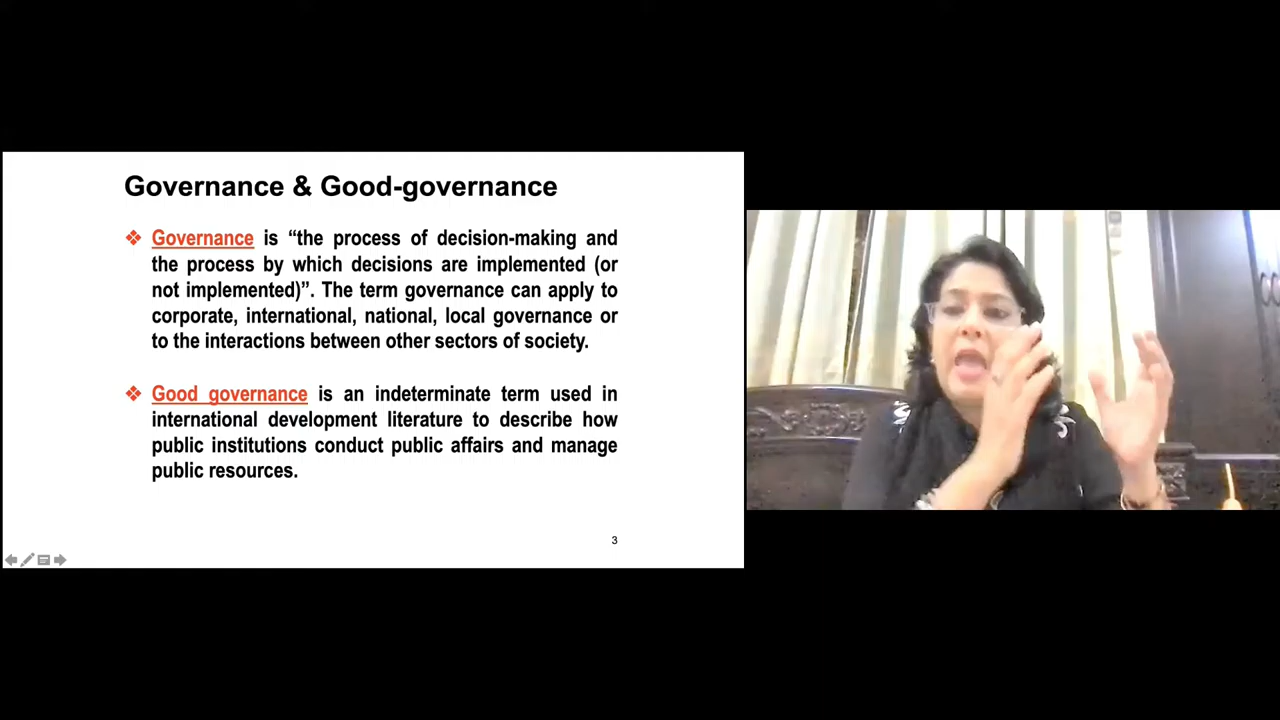 Governance & Good-governance
❖ Governance is “the process of decision-making and
the process by which decisions are implemented (or
not implemented)”. The term governance can apply to
corporate, international, national, local governance or
to the interactions between other sectors of society.
❖ Good governance is an indeterminate term used in
international development literature to describe how
public institutions conduct public affairs and manage
public resources.
3